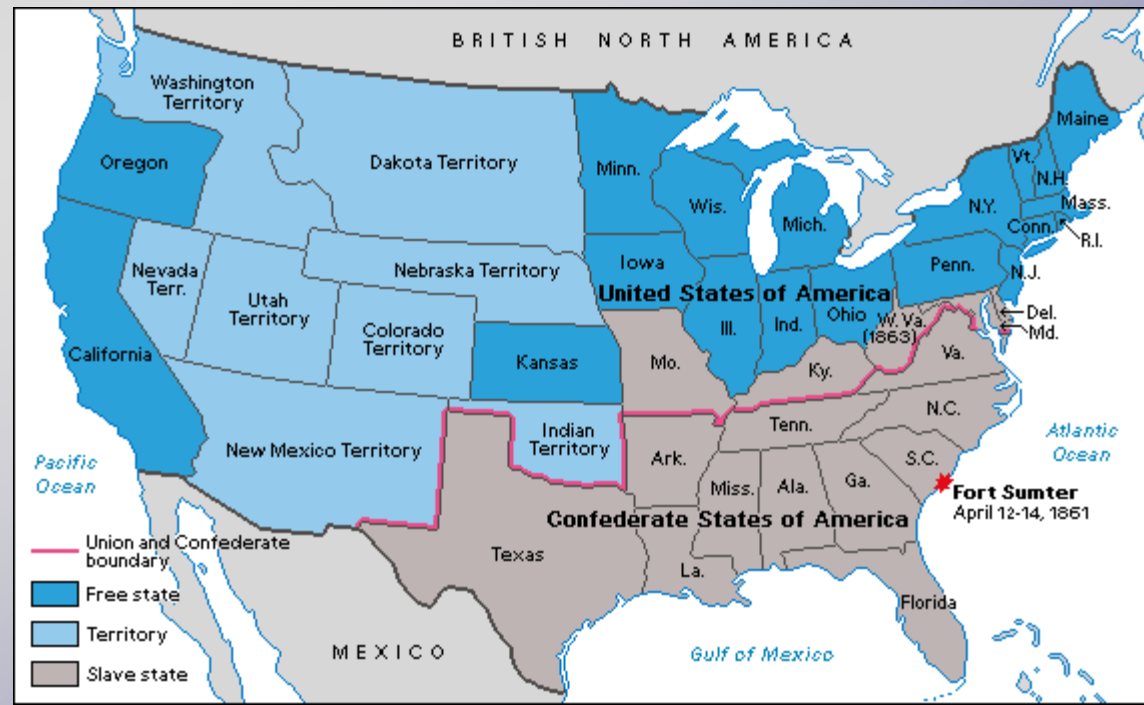 BRITISH NORTH AMERICA
Washington
Territory
Oregon
Dakota Territory
Minn.
Wis.
Mich.
Maine
Vt.
N.H.
N.Y.
Mass.
Conn.
R.I.
Nevada
Terr.
Utah
Territory
Nebraska Territory
Iowa
Penn.
N.J.
United States of America
Colorado
Territory
Ill.
Ind.
Ohio
W. Va.
(1863)
Del.
Md.
California
Kansas
Mo.
Ky.
Va.
New Mexico Territory
Indian
Territory
Tenn.
N.C.
Ark.
S.C.
Atlantic
Ocean
Pacific
Ocean
Miss.
Ala.
Ga.
Fort Sumter
April 12-14, 1861
Confederate States of America
Texas
La.
Florida
Union and Confederate
boundary
Free state
Territory
Slave state
MEXICO
Gulf of Mexico